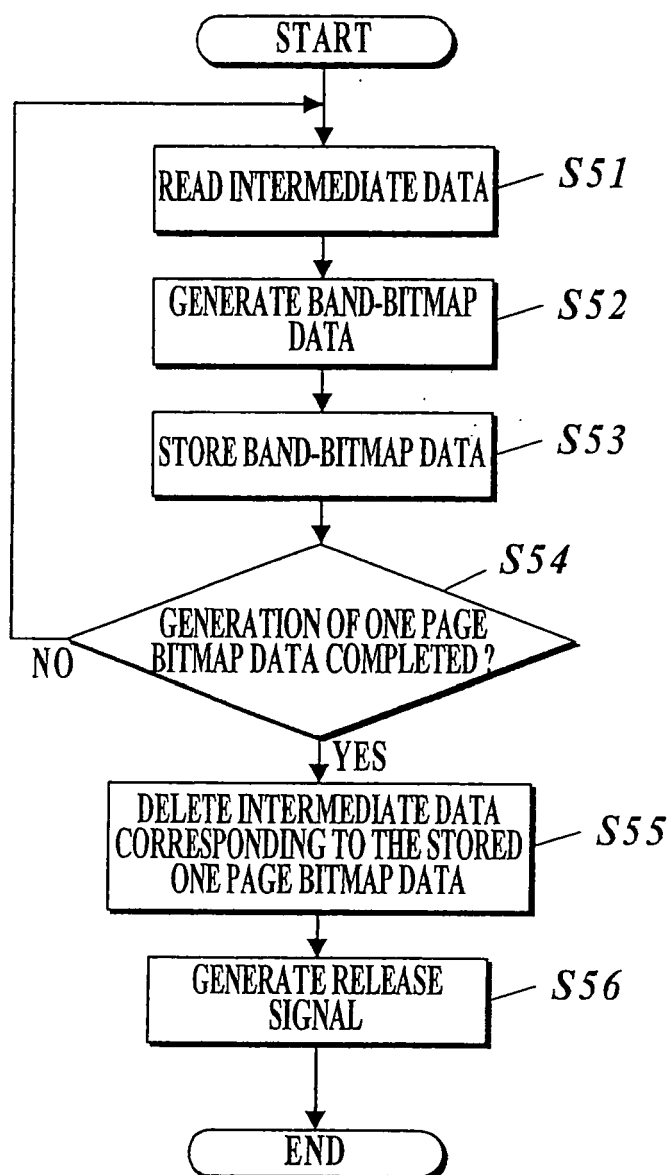 START
READ INTERMEDIATE DATA
S51
GENERATE BAND-BITMAP
DATA
S52
STORE BAND-BITMAP DATA
S53
S54
GENERATION OF ONE PAGE
BITMAP DATA COMPLETED ?
NO
YES
DELETE INTERMEDIATE DATA
CORRESPONDING TO THE STORED
ONE PAGE BITMAP DATA
S55
GENERATE RELEASE
SIGNAL
S56
END